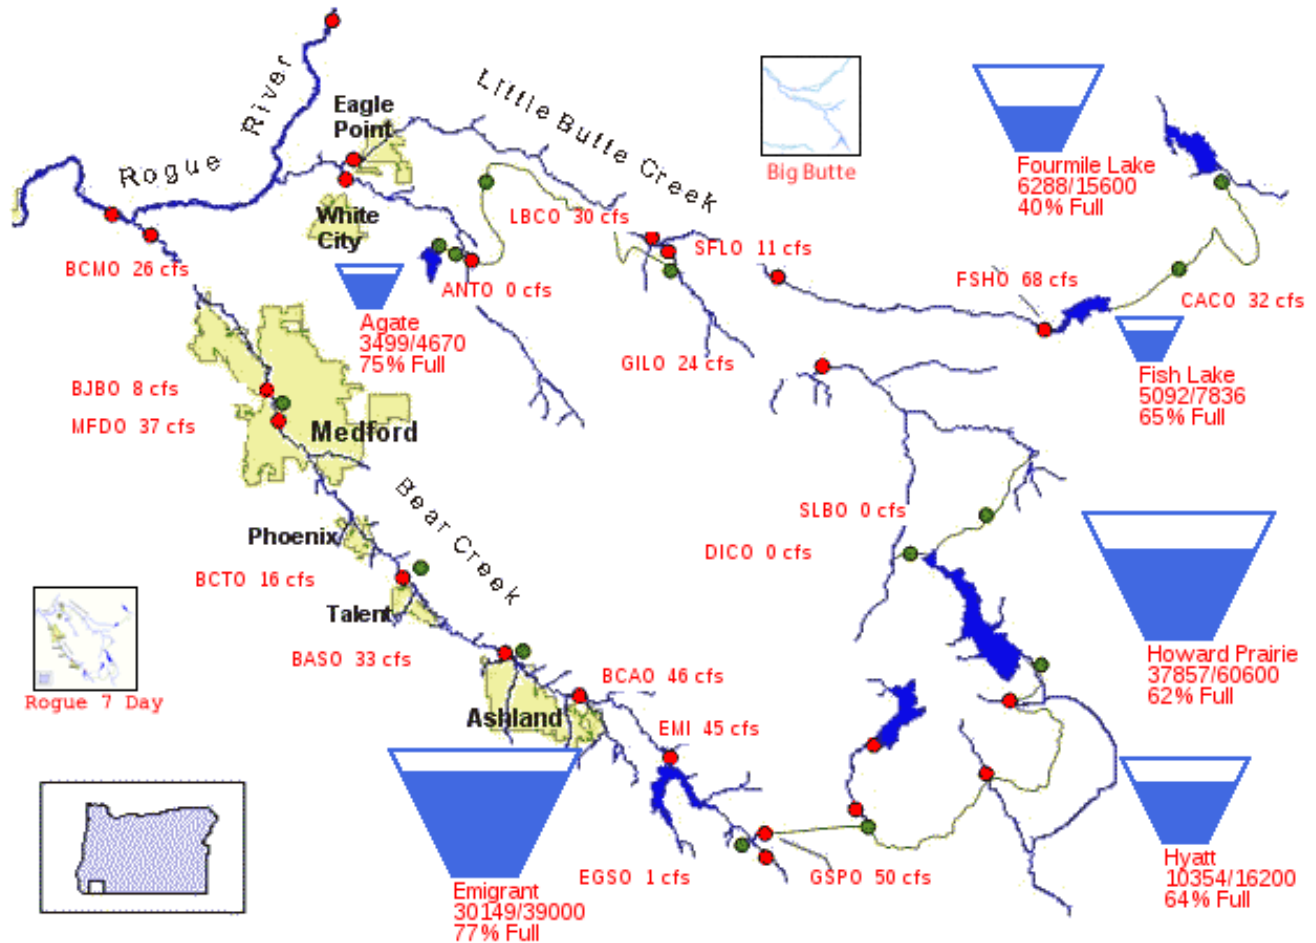 Rogue River
Eagle
Point
Little Butte Creek
Big Butte
Fourmile Lake
6288/15600
40% Full
White
City
LBCO 30 cfs
SFLO 11 cfs
BCMO 26 cfs
ANTO 0 cfs
FSHO 68 cfs
CACO 32 cfs
Agate
3499/4670
75% Full
GILO 24 cfs
Fish Lake
5092/7836
65% Full
BJBO 8 cfs
MFDO 37 cfs
Medford
Bear Creek
SLBO 0 cfs
Phoenix
DICO 0 cfs
BCTO 16 cfs
Talent
Howard Prairie
37857/60600
62% Full
BASO 33 cfs
BCAO 46 cfs
Rogue 7 Day
Ashland
EMI 45 cfs
Emigrant
30149/39000
77% Full
EGSO 1 cfs
GSPO 50 cfs
Hyatt
10354/16200
64% Full